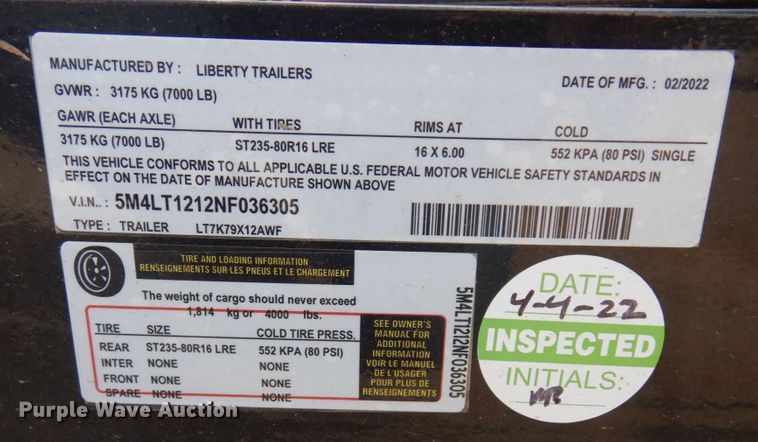 MANUFACTURED BY : LIBERTY TRAILERS DATE OF MFG. : 02/2022
GVWR : 3175 KG (7000 LB)
GAWR (EACH AXLE) WITH TIRES RIMS AT COLD
3175 KG (7000 LB) ST235-80R16 LRE 16 X 6.00 552 KPA (80 PSI) SINGLE
THIS VEHICLE CONFORMS TO ALL APPLICABLE U.S. FEDERAL MOTOR VEHICLE SAFETY STANDARDS IN
EFFECT ON THE DATE OF MANUFACTURE SHOWN ABOVE
V.I.N.. : 5M4LT1212NF036305
TYPE : TRAILER LT7K79X12AWF
TIRE AND LOADING INFORMATION
RENSEIGNEMENTS SUR LES PNEUS ET LE CHARGEMENT
The weight of cargo should never exceed
1,814 kg or 4000 lbs.
TIRE SIZE COLD TIRE PRESS.
REAR ST235-80R16 LRE 552 KPA (80 PSI)
INTER NONE NONE
FRONT NONE NONE
SPARE NONE NONE
SEE OWNER'S
MANUAL FOR
ADDITIONAL
INFORMATION
VOIR LE MANUEL
DE L'USAGER
POUR PLUS DE
RENSEIGNEMENTS
5M4LT1212NF036305
DATE:
4-4-22
INSPECTED
INITIALS:
Purple Wave Auction